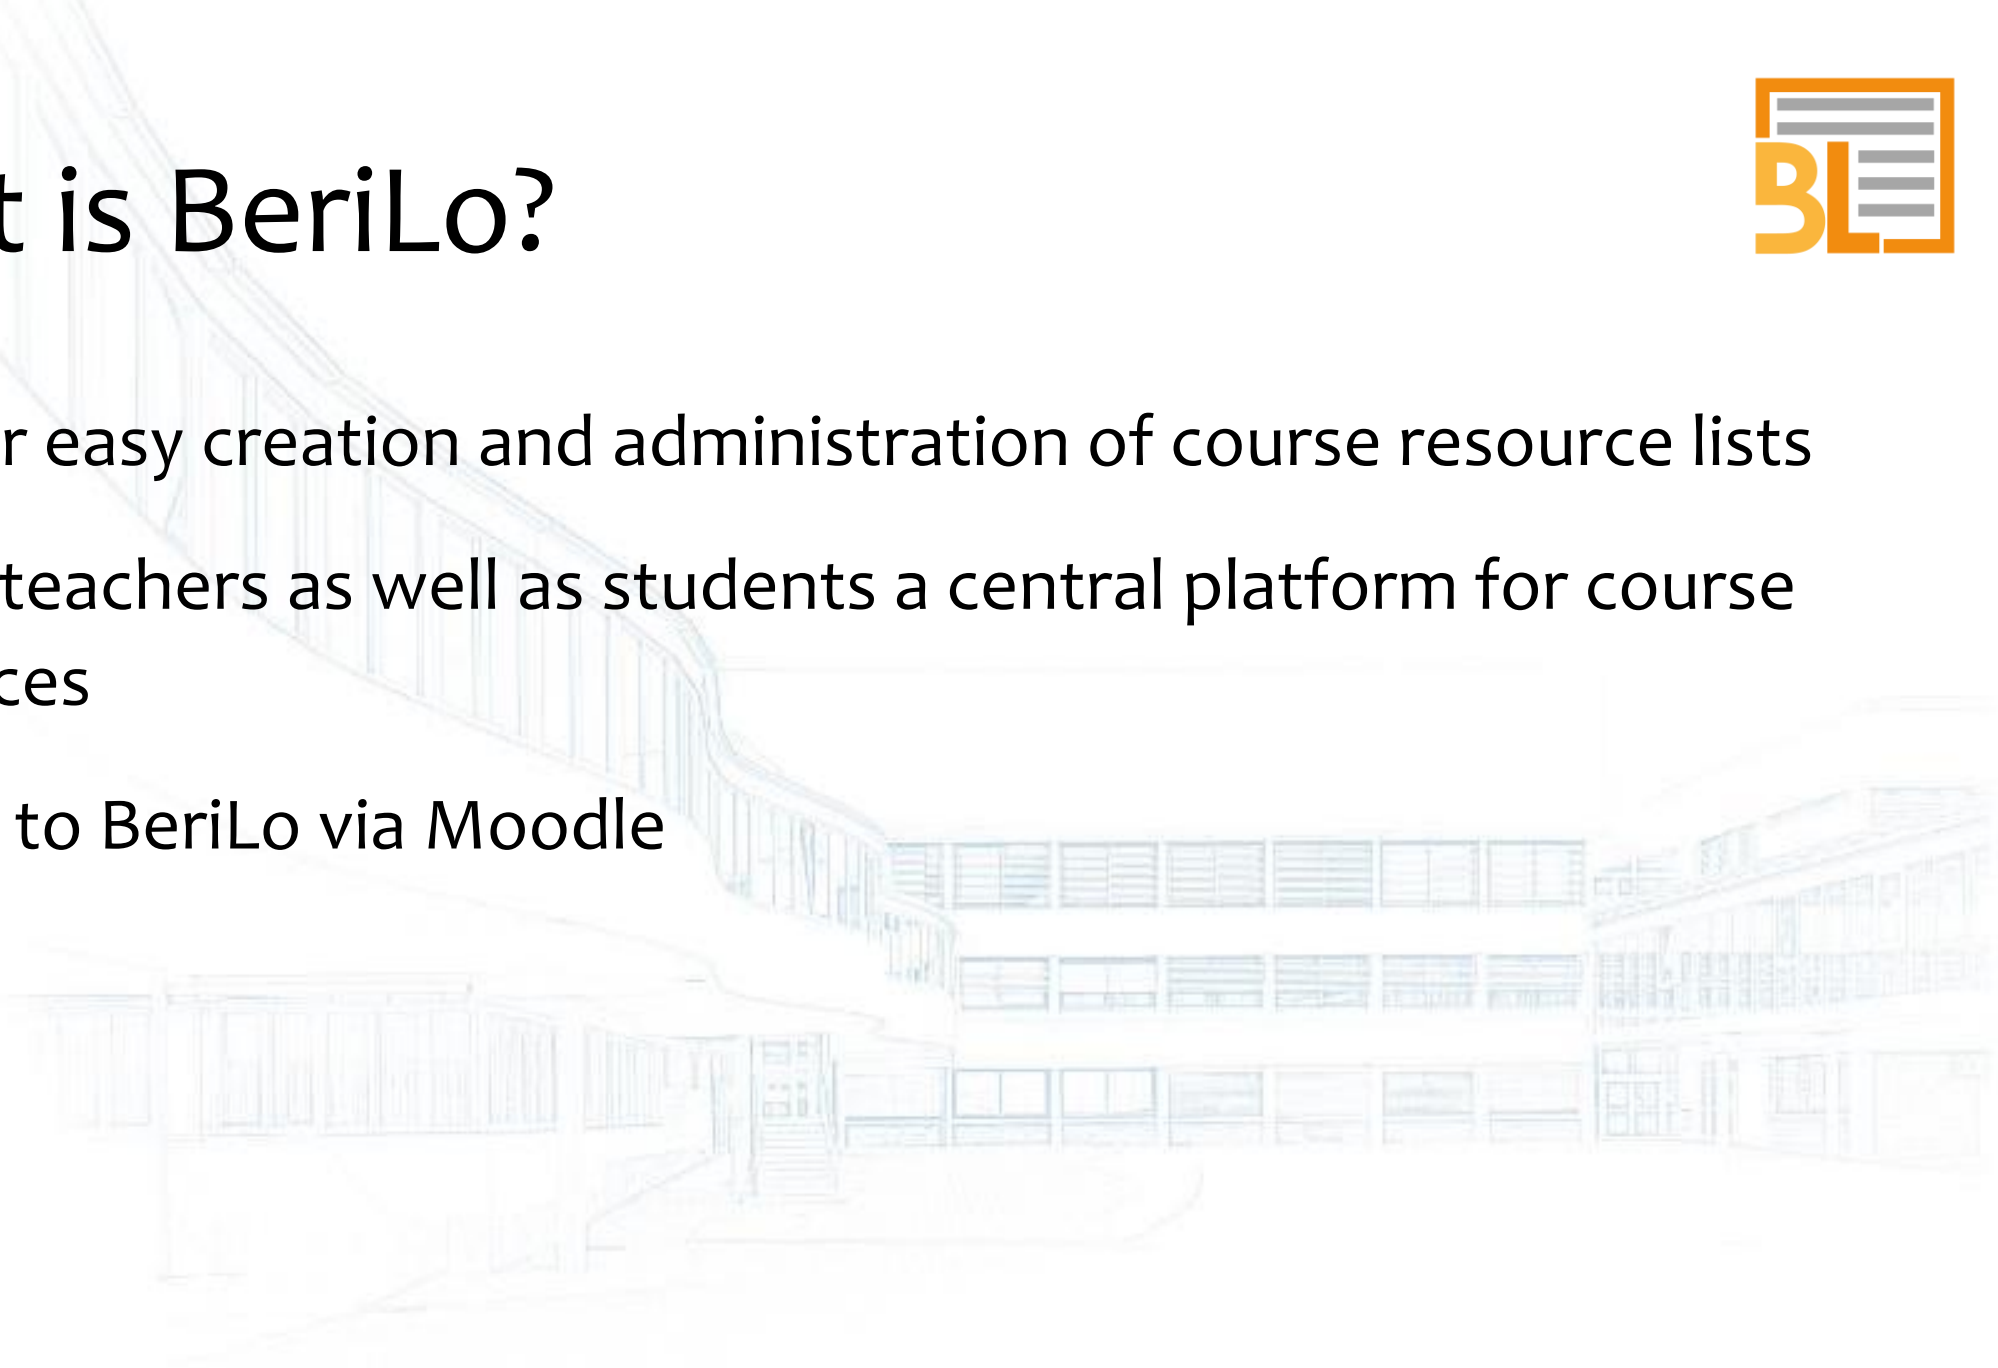 t is BeriLo?
BL
r easy creation and administration of course resource lists
teachers as well as students a central platform for course
ces
to BeriLo via Moodle